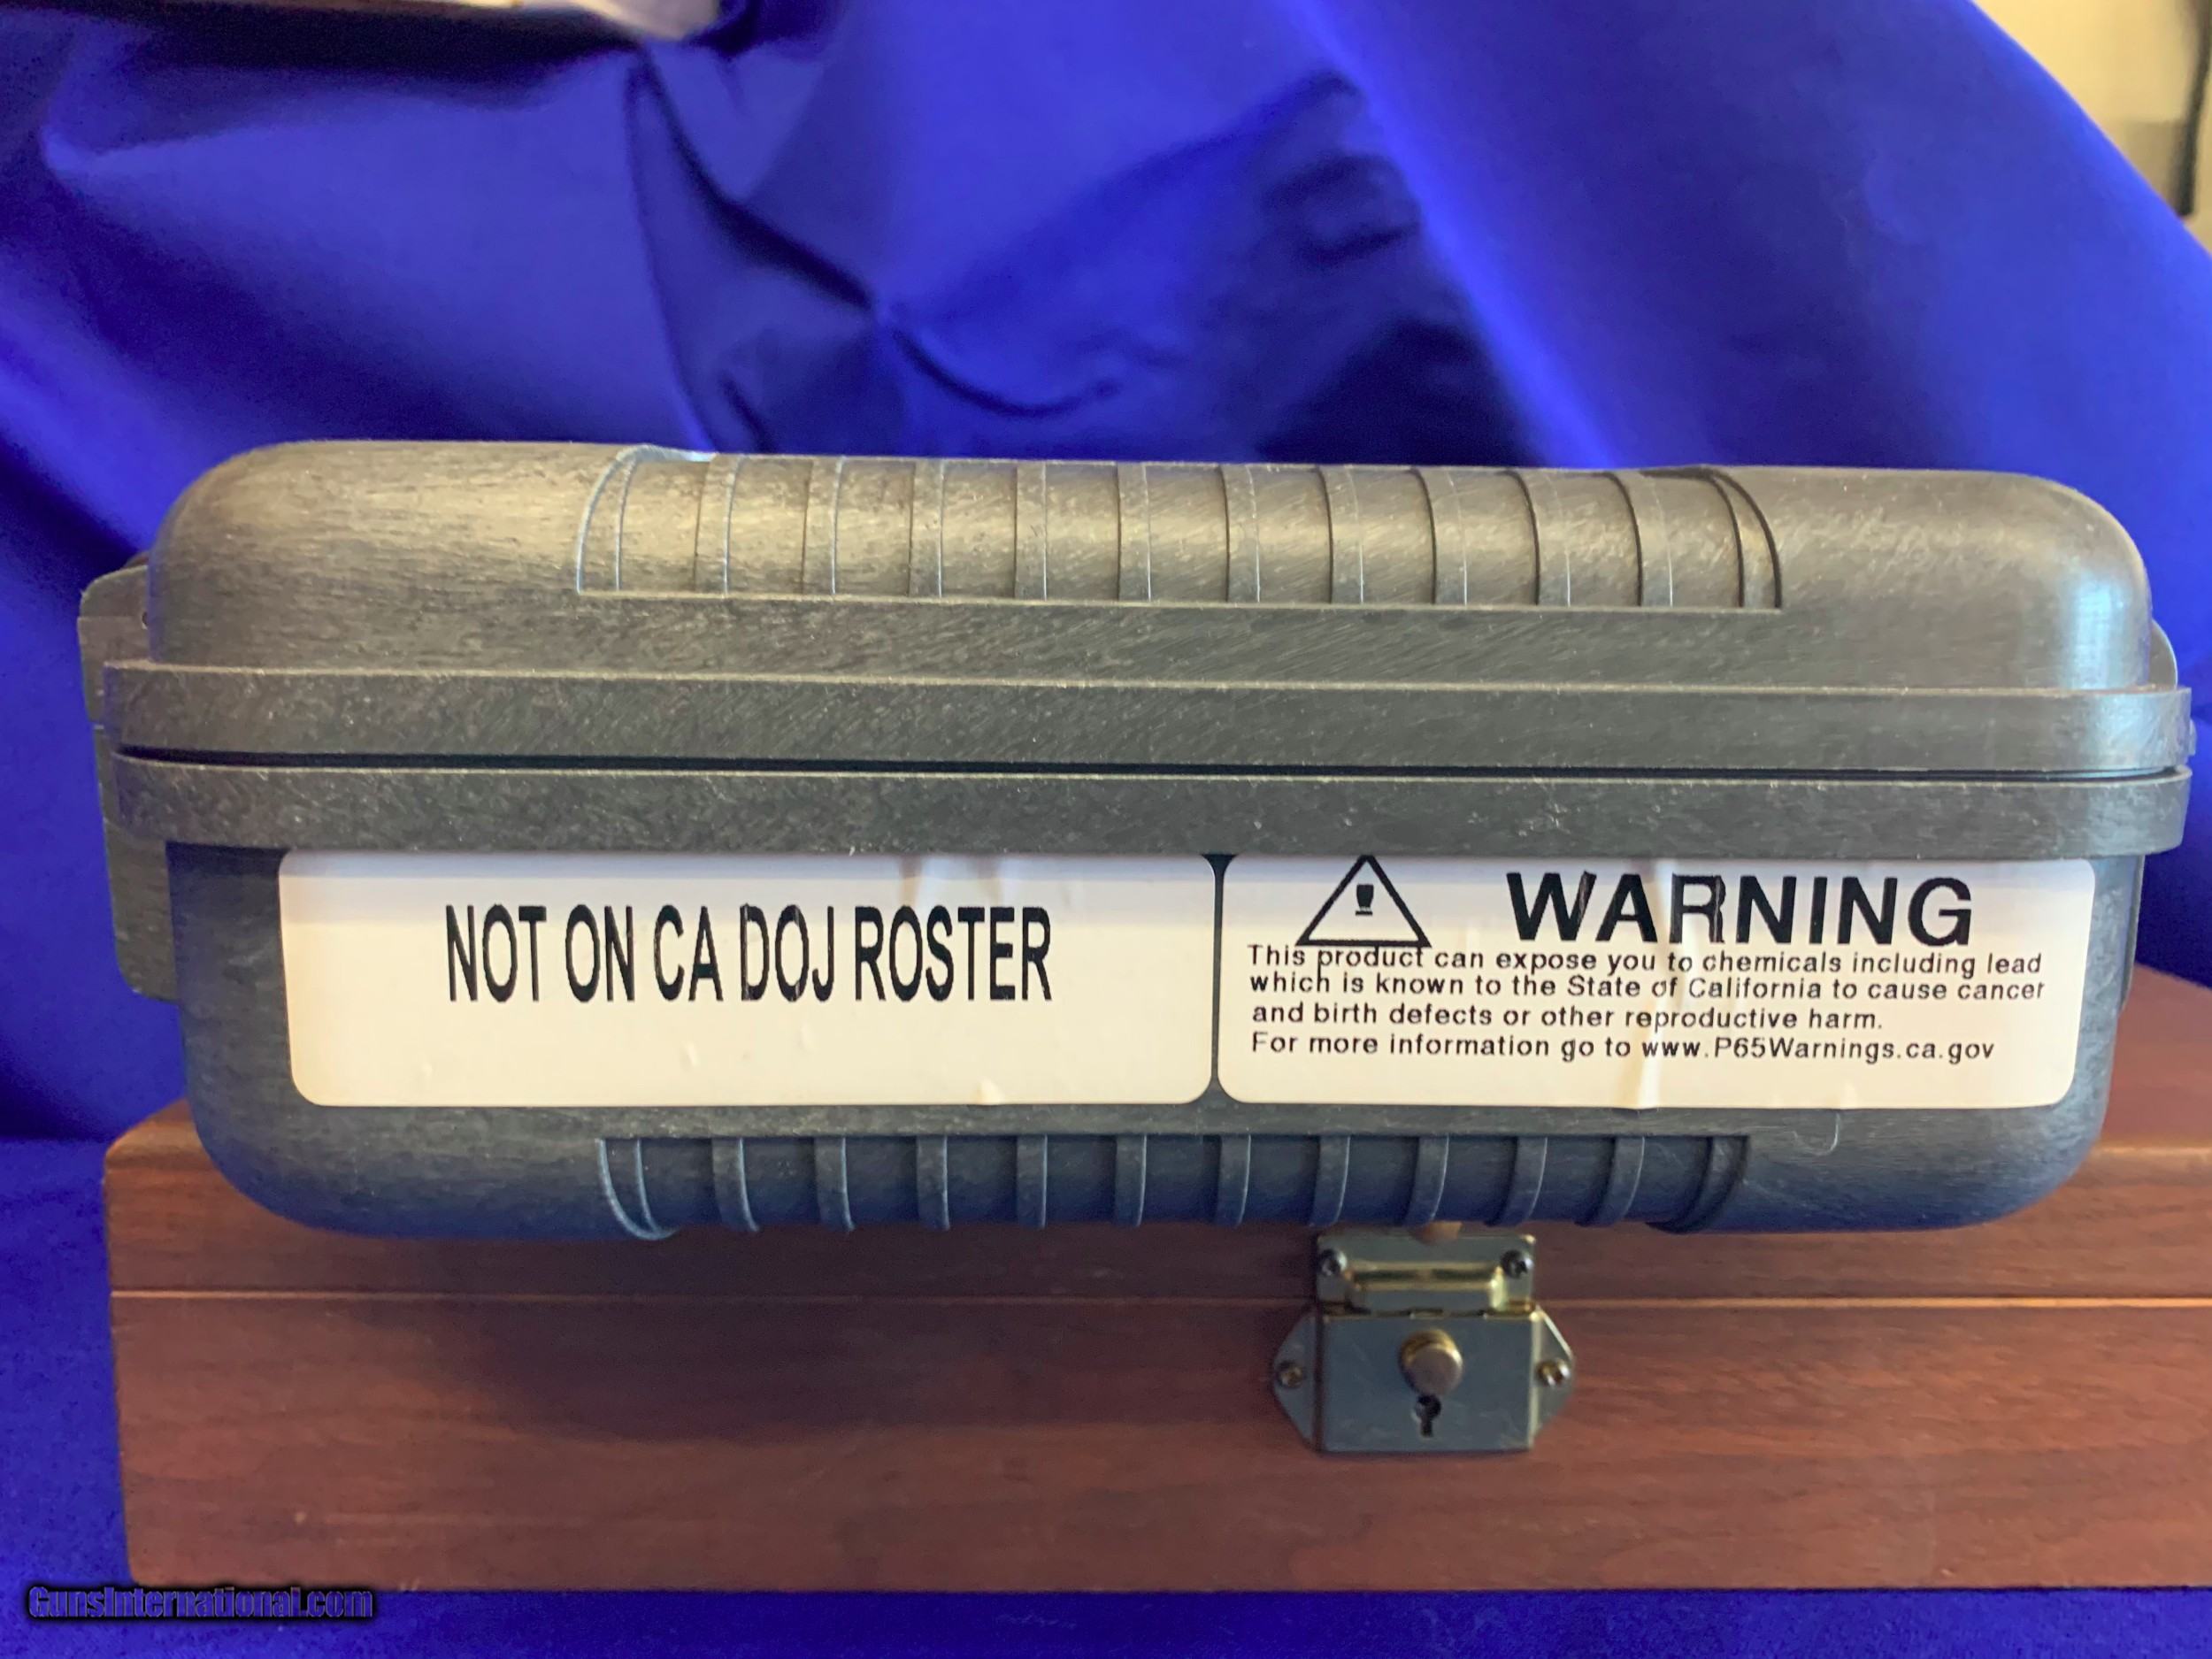 NOT ON CA DOJ ROSTER
WARNING
This product can expose you to chemicals including lead
which is known to the State of California to cause cancer
and birth defects or other reproductive harm.
For more information go to www.P65Warnings.ca.gov
GunsInternational.com